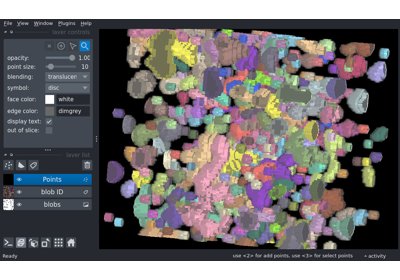 File View Window Plugins Help
layer controls
opacity: 1.00
point size: 10
blending: translucen
symbol: disc
face color: white
edge color: dimgrey
display text:
out of slice:
layer list
Points
blob ID
blobs
Ready
use <2> for add points, use <3> for select points
activity